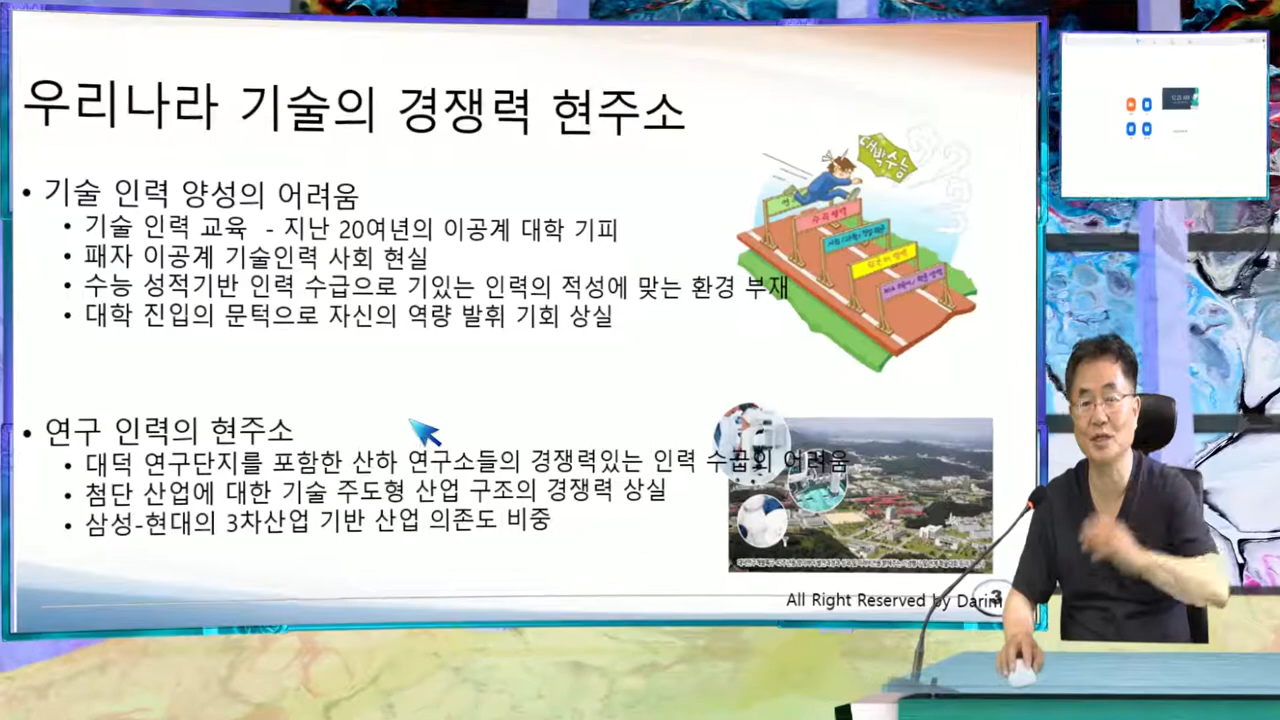 우리나라 기술의 경쟁력 현주소
• 기술 인력 양성의 어려움
• 기술 인력 교육 - 지난 20여년의 이공계 대학 기피
• 패자 이공계 기술인력 사회 현실
• 수능 성적기반 인력 수급으로 기있는 인력의 적성에 맞는 환경 부재
• 대학 진입의 문턱으로 자신의 역량 발휘 기회 상실
대박수능
수리영역
• 연구 인력의 현주소
• 대덕 연구단지를 포함한 산하 연구소들의 경쟁력있는 인력 수급의 어려움
• 첨단 산업에 대한 기술 주도형 산업 구조의 경쟁력 상실
• 삼성-현대의 3차산업 기반 산업 의존도 비중
All Right Reserved by Darim
3